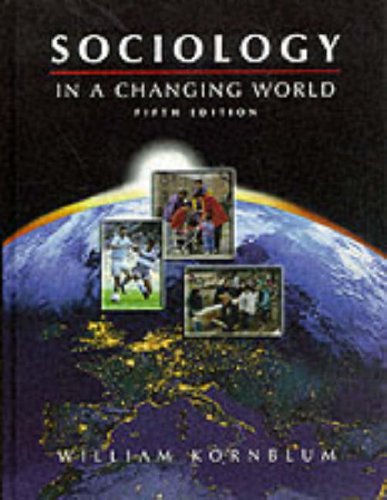 SOCIOLOGY
IN A CHANGING WORLD
FIFTH EDITION
WILLIAM KORNBLUM